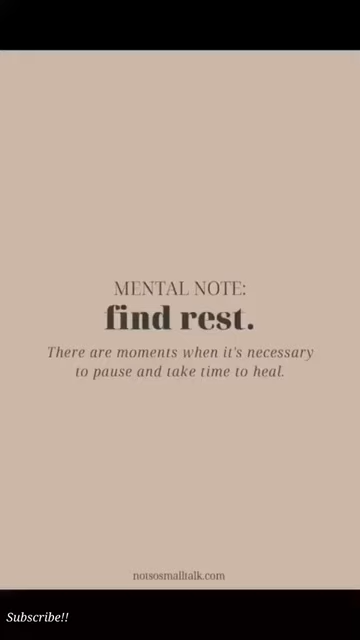 MENTAL NOTE:
find rest.
There are moments when it's necessary
to pause and take time to heal.
notsosmalltalk.com
Subscribe!!